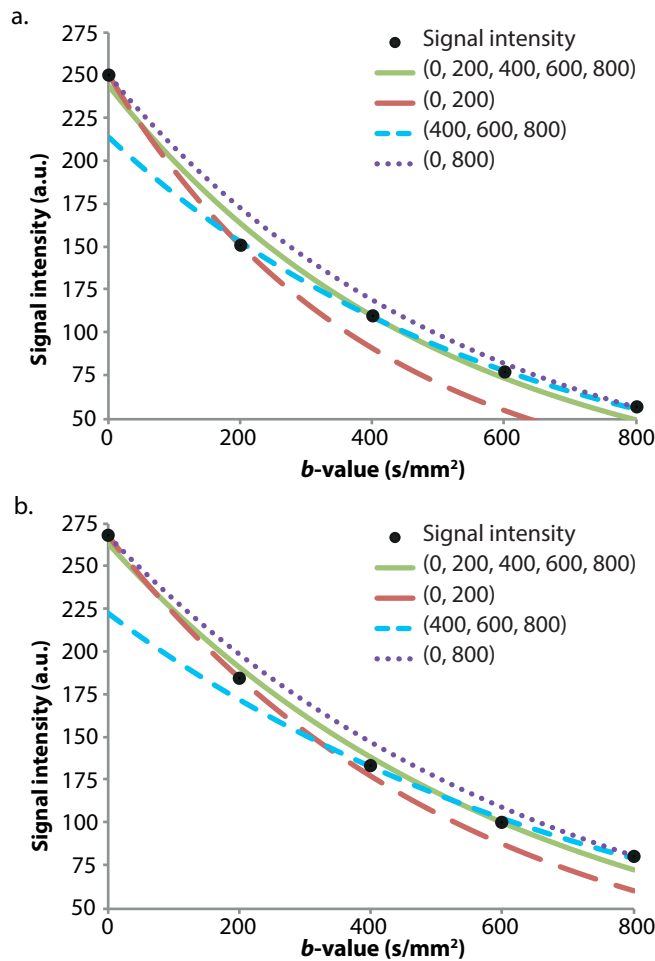 a.
275
250
225
200
175
150
175
100
75
50
Signal intensity (a.u.)
Signal intensity
(0, 200, 400, 600, 800)
(0, 200)
(400, 600, 800)
(0, 800)
0 200 400 600 800
b-value (s/mm²)
b.
275
250
225
200
175
150
175
100
75
50
Signal intensity (a.u.)
Signal intensity
(0, 200, 400, 600, 800)
(0, 200)
(400, 600, 800)
(0, 800)
0 200 400 600 800
b-value (s/mm²)